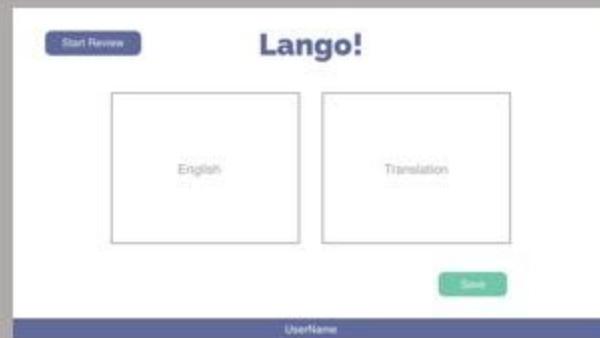 Start Review
Lango!
English
Translation
Save
UserName